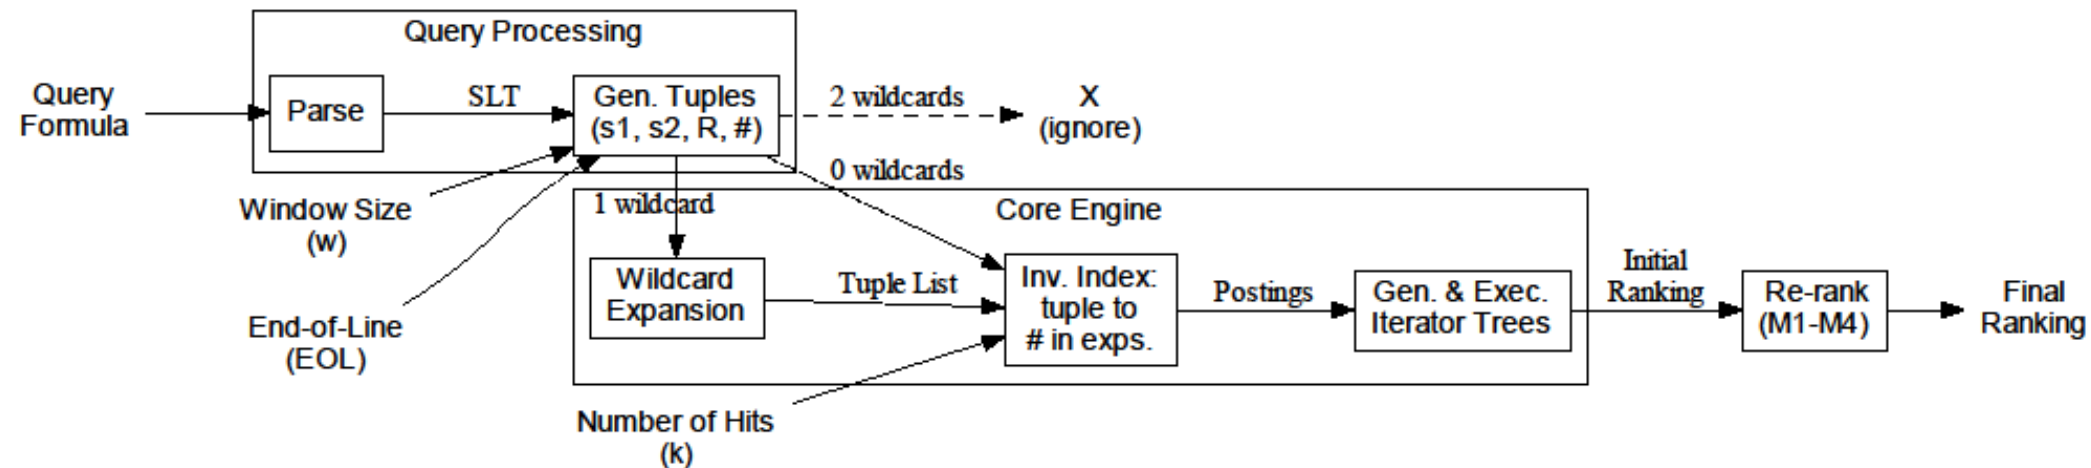 Query Processing
Query
Formula
Parse
SLT
Gen. Tuples
(s1, s2, R, #)
2 wildcards
X
(ignore)
0 wildcards
Window Size
(w)
1 wildcard
Core Engine
End-of-Line
(EOL)
Wildcard
Expansion
Tuple List
Inv. Index:
tuple to
# in exps.
Postings
Gen. & Exec.
Iterator Trees
Initial
Ranking
Re-rank
(M1-M4)
Final
Ranking
Number of Hits
(k)